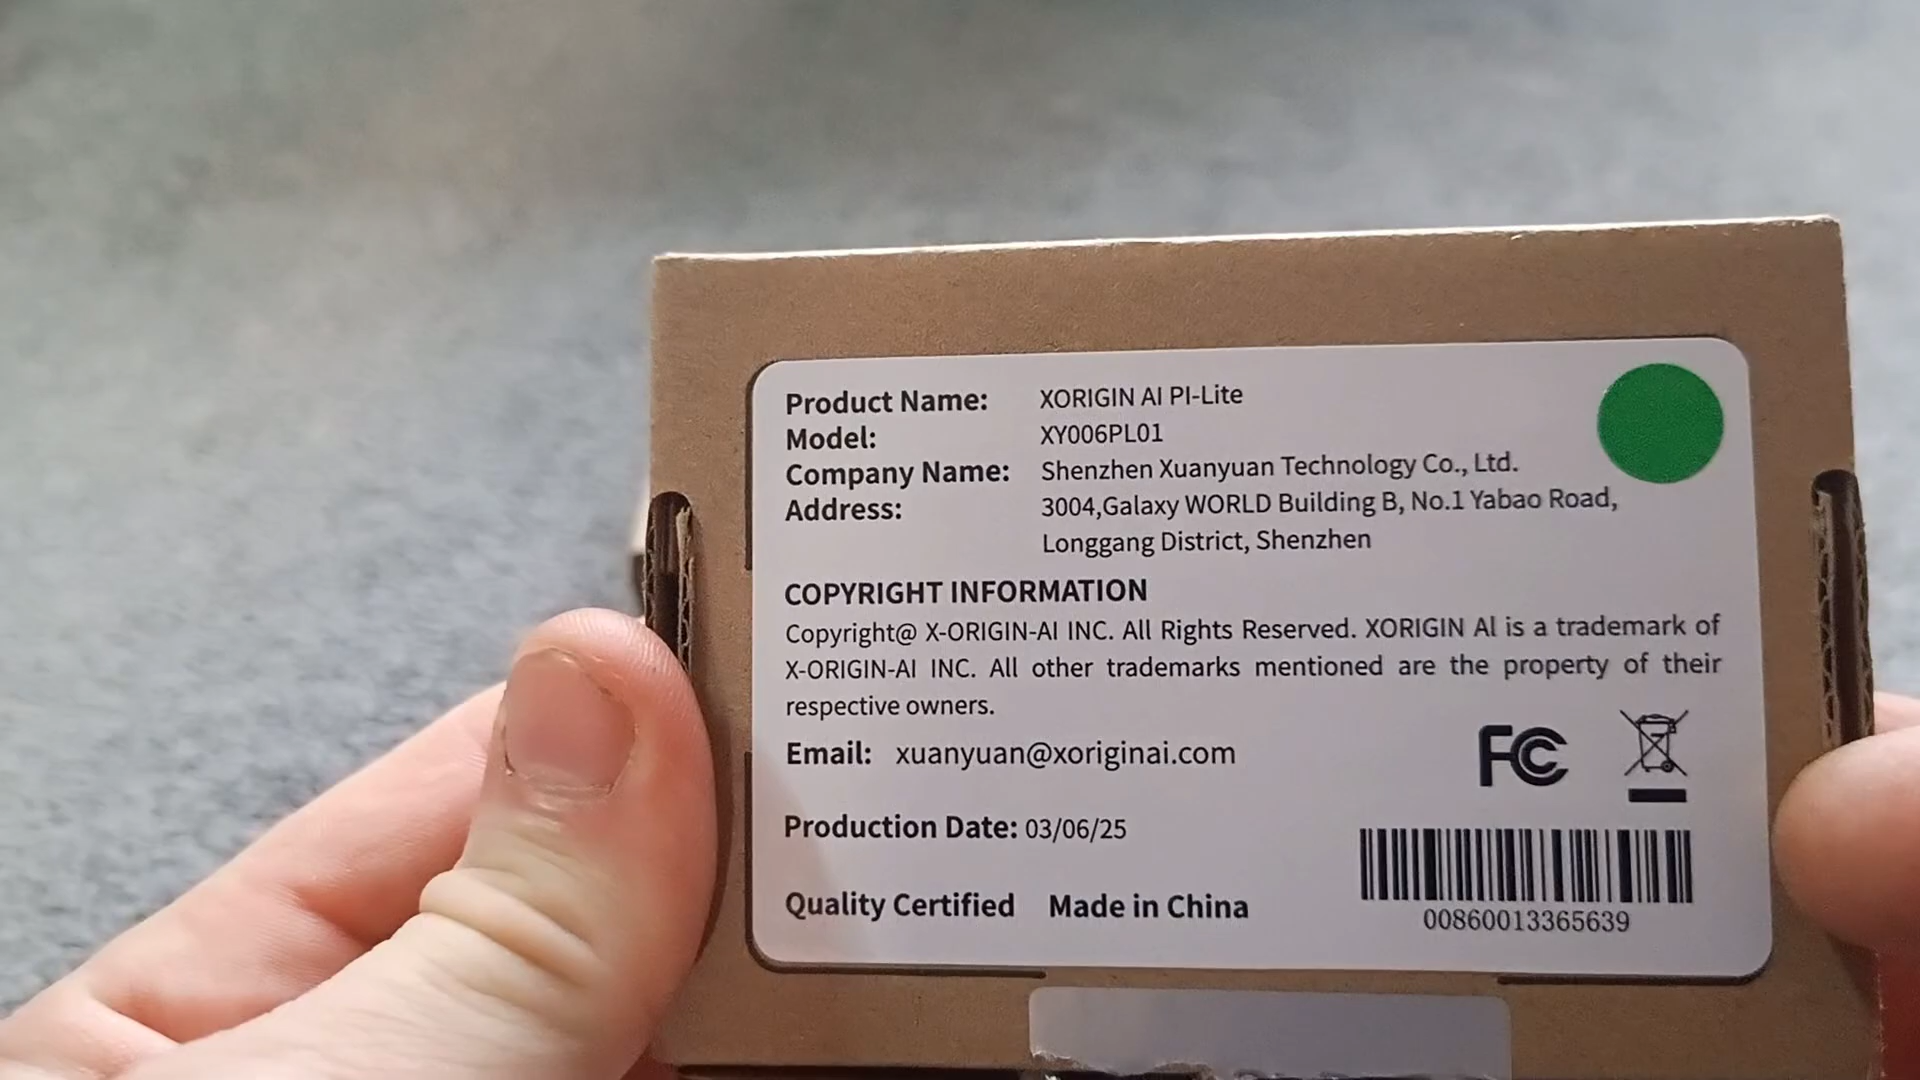 Product Name: XORIGIN AI PI-Lite
Model: XY006PL01
Company Name: Shenzhen Xuanyuan Technology Co., Ltd.
Address: 3004,Galaxy WORLD Building B, No.1 Yabao Road,
Longgang District, Shenzhen
COPYRIGHT INFORMATION
Copyright@ X-ORIGIN-AI INC. All Rights Reserved. XORIGIN AI is a trademark of
X-ORIGIN-AI INC. All other trademarks mentioned are the property of their
respective owners.
Email: xuanyuan@xoriginai.com
FC
Production Date: 03/06/25
Quality Certified Made in China
00860013365639